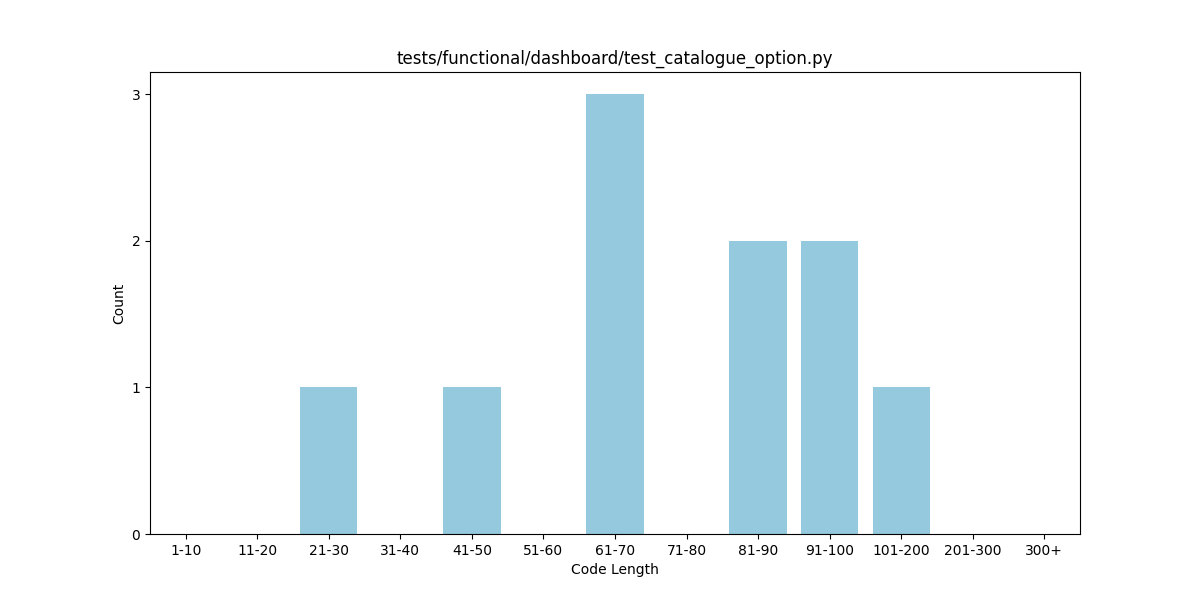 tests/functional/dashboard/test_catalogue_option.py
3
2
1
0
Count
1-10 11-20 21-30 31-40 41-50 51-60 61-70 71-80 81-90 91-100 101-200 201-300 300+
Code Length